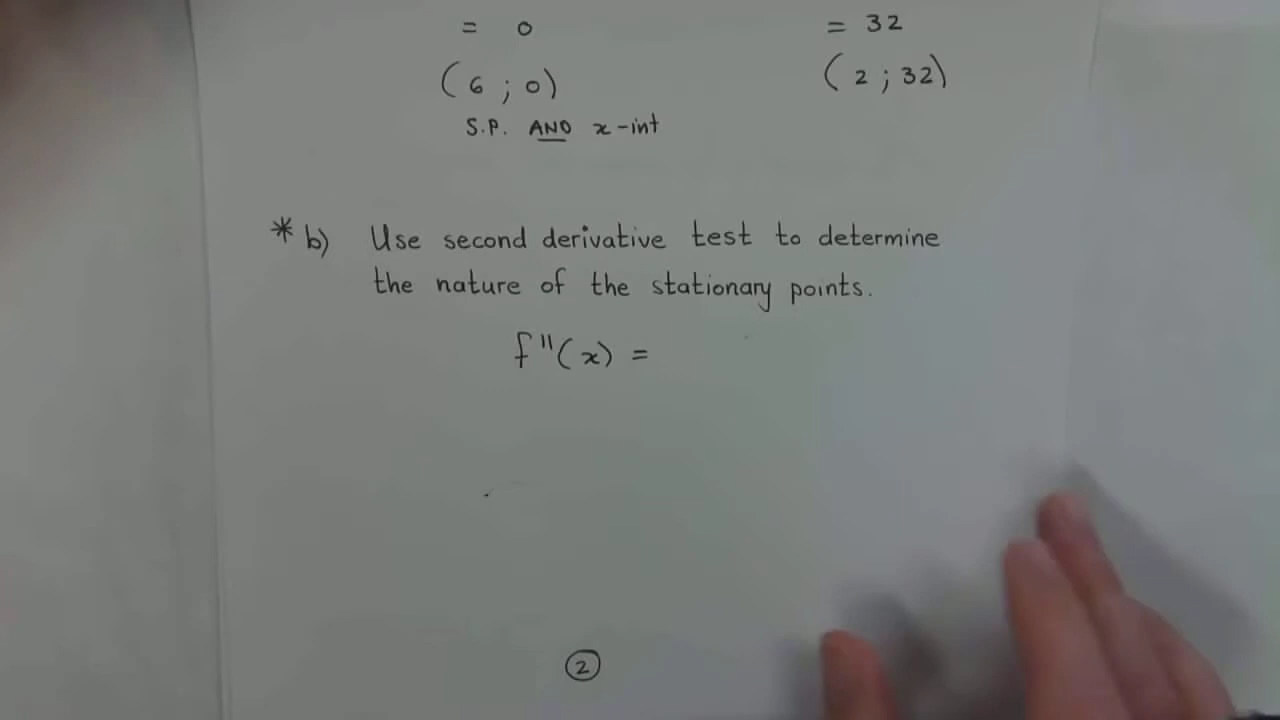 = 0 = 32
(6 ; 0) (2 ; 32)
S.P. AND x-int
* b) Use second derivative test to determine
the nature of the stationary points.
f"(x) =
2